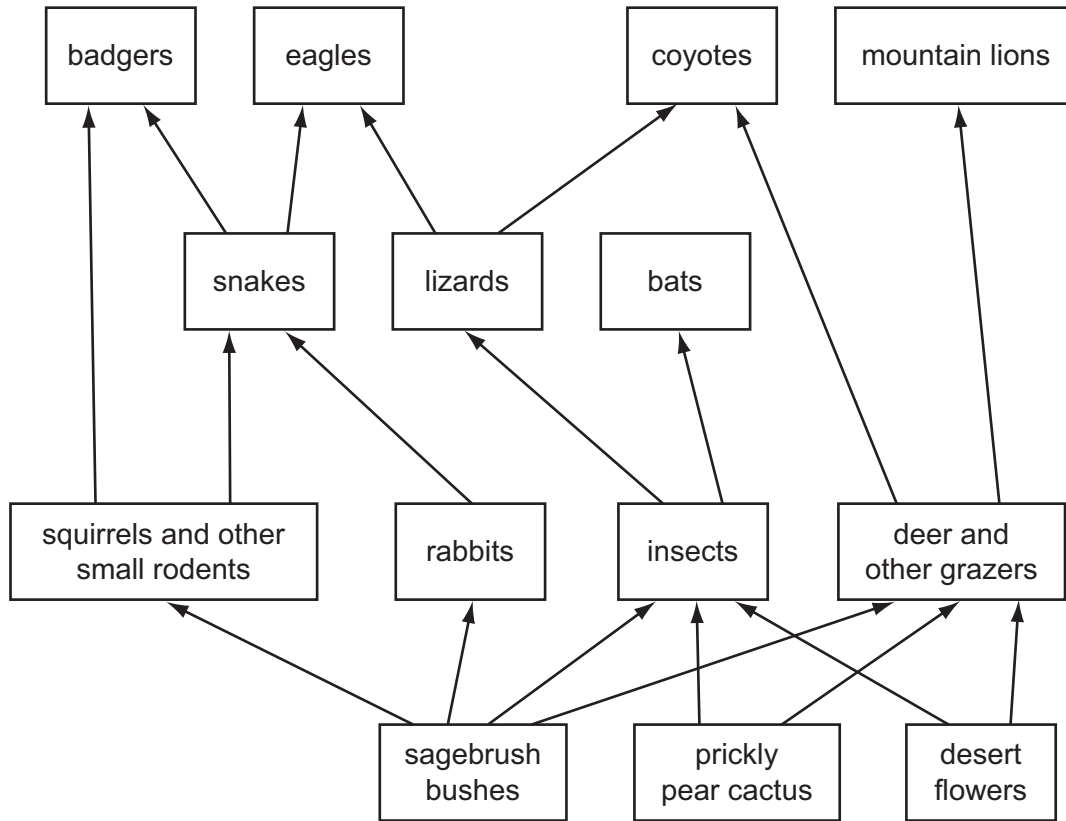 badgers
eagles
coyotes
mountain lions
snakes
lizards
bats
squirrels and other
small rodents
rabbits
insects
deer and
other grazers
sagebrush
bushes
prickly
pear cactus
desert
flowers